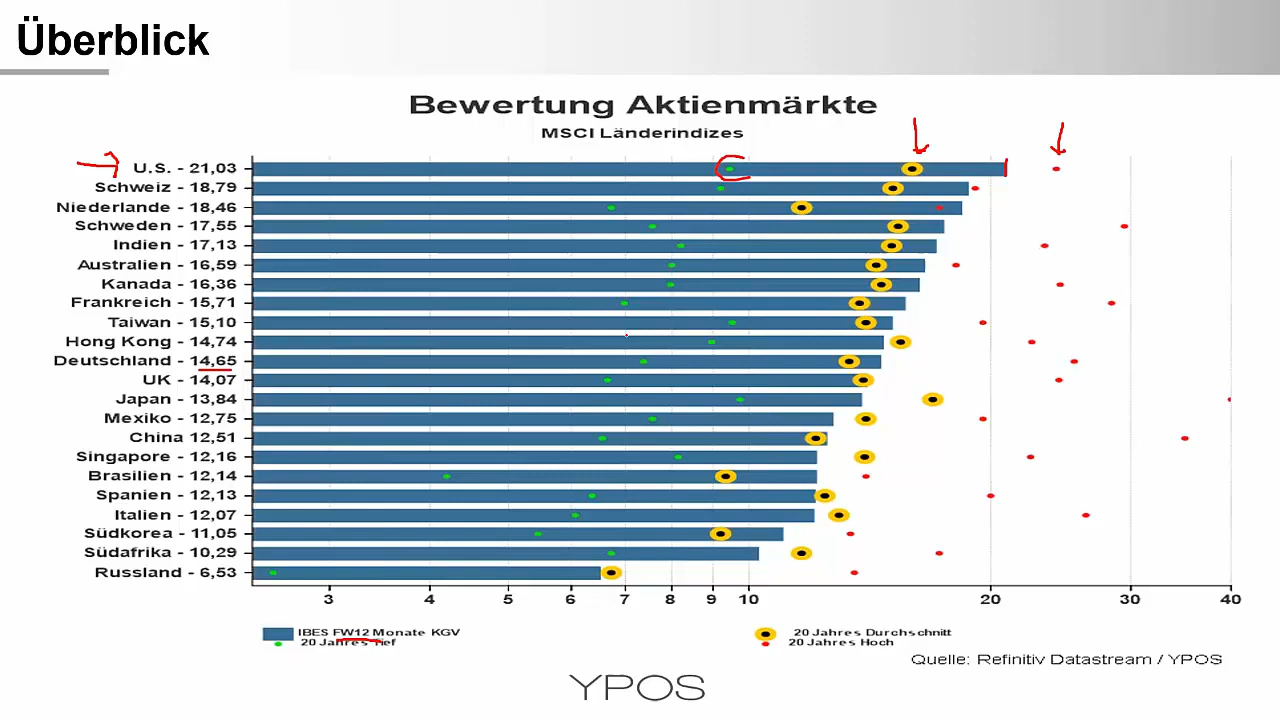 Überblick
Bewertung Aktienmärkte
MSCI Länderindizes
U.S. - 21,03
Schweiz - 18,79
Niederlande - 18,46
Schweden - 17,55
Indien - 17,13
Australien - 16,59
Kanada - 16,36
Frankreich - 15,71
Taiwan - 15,10
Hong Kong - 14,74
Deutschland - 14,65
UK - 14,07
Japan - 13,84
Mexiko - 12,75
China 12,51
Singapore - 12,16
Brasilien - 12,14
Spanien - 12,13
Italien - 12,07
Südkorea - 11,05
Südafrika - 10,29
Russland - 6,53
3 4 5 6 7 8 9 10 20 30 40
IBES FW12 Monate KGV
20 Jahres Durchschnitt
20 Jahres Tief
20 Jahres Hoch
Quelle: Refinitiv Datastream / YPOS
YPOS